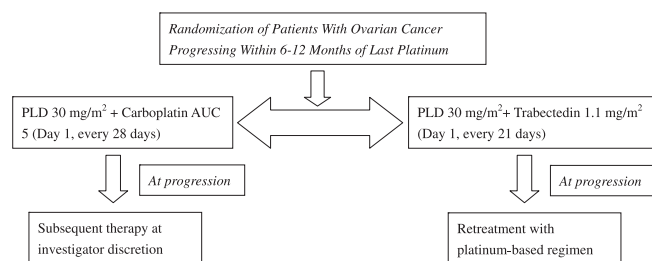 Randomization of Patients With Ovarian Cancer
Progressing Within 6-12 Months of Last Platinum
PLD 30 mg/m² + Carboplatin AUC
5 (Day 1, every 28 days)
PLD 30 mg/m²+ Trabectedin 1.1 mg/m²
(Day 1, every 21 days)
At progression
At progression
Subsequent therapy at
investigator discretion
Retreatment with
platinum-based regimen